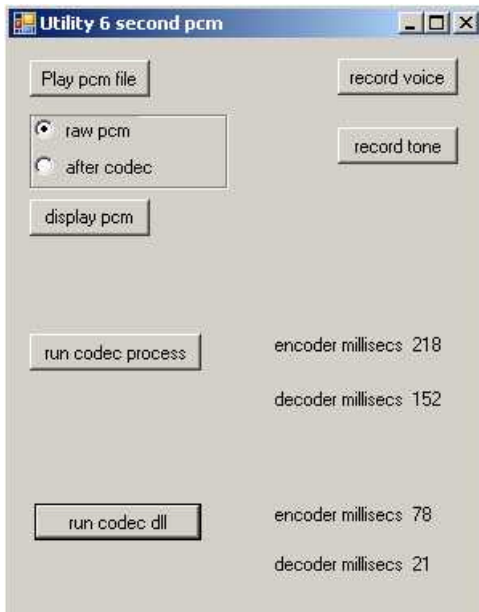 Utility 6 second pcm
Play pcm file
record voice
raw pcm
after codec
record tone
display pcm
run codec process
encoder millisecs 218
decoder millisecs 152
run codec dll
encoder millisecs 78
decoder millisecs 21